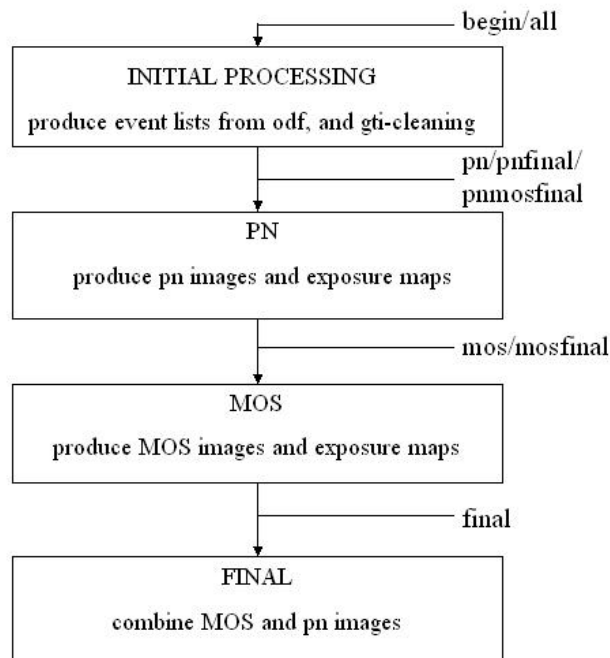 begin/all
INITIAL PROCESSING
produce event lists from odf, and gti-cleaning
pn/pnfinal/
pnmosfinal
PN
produce pn images and exposure maps
mos/mosfinal
MOS
produce MOS images and exposure maps
final
FINAL
combine MOS and pn images